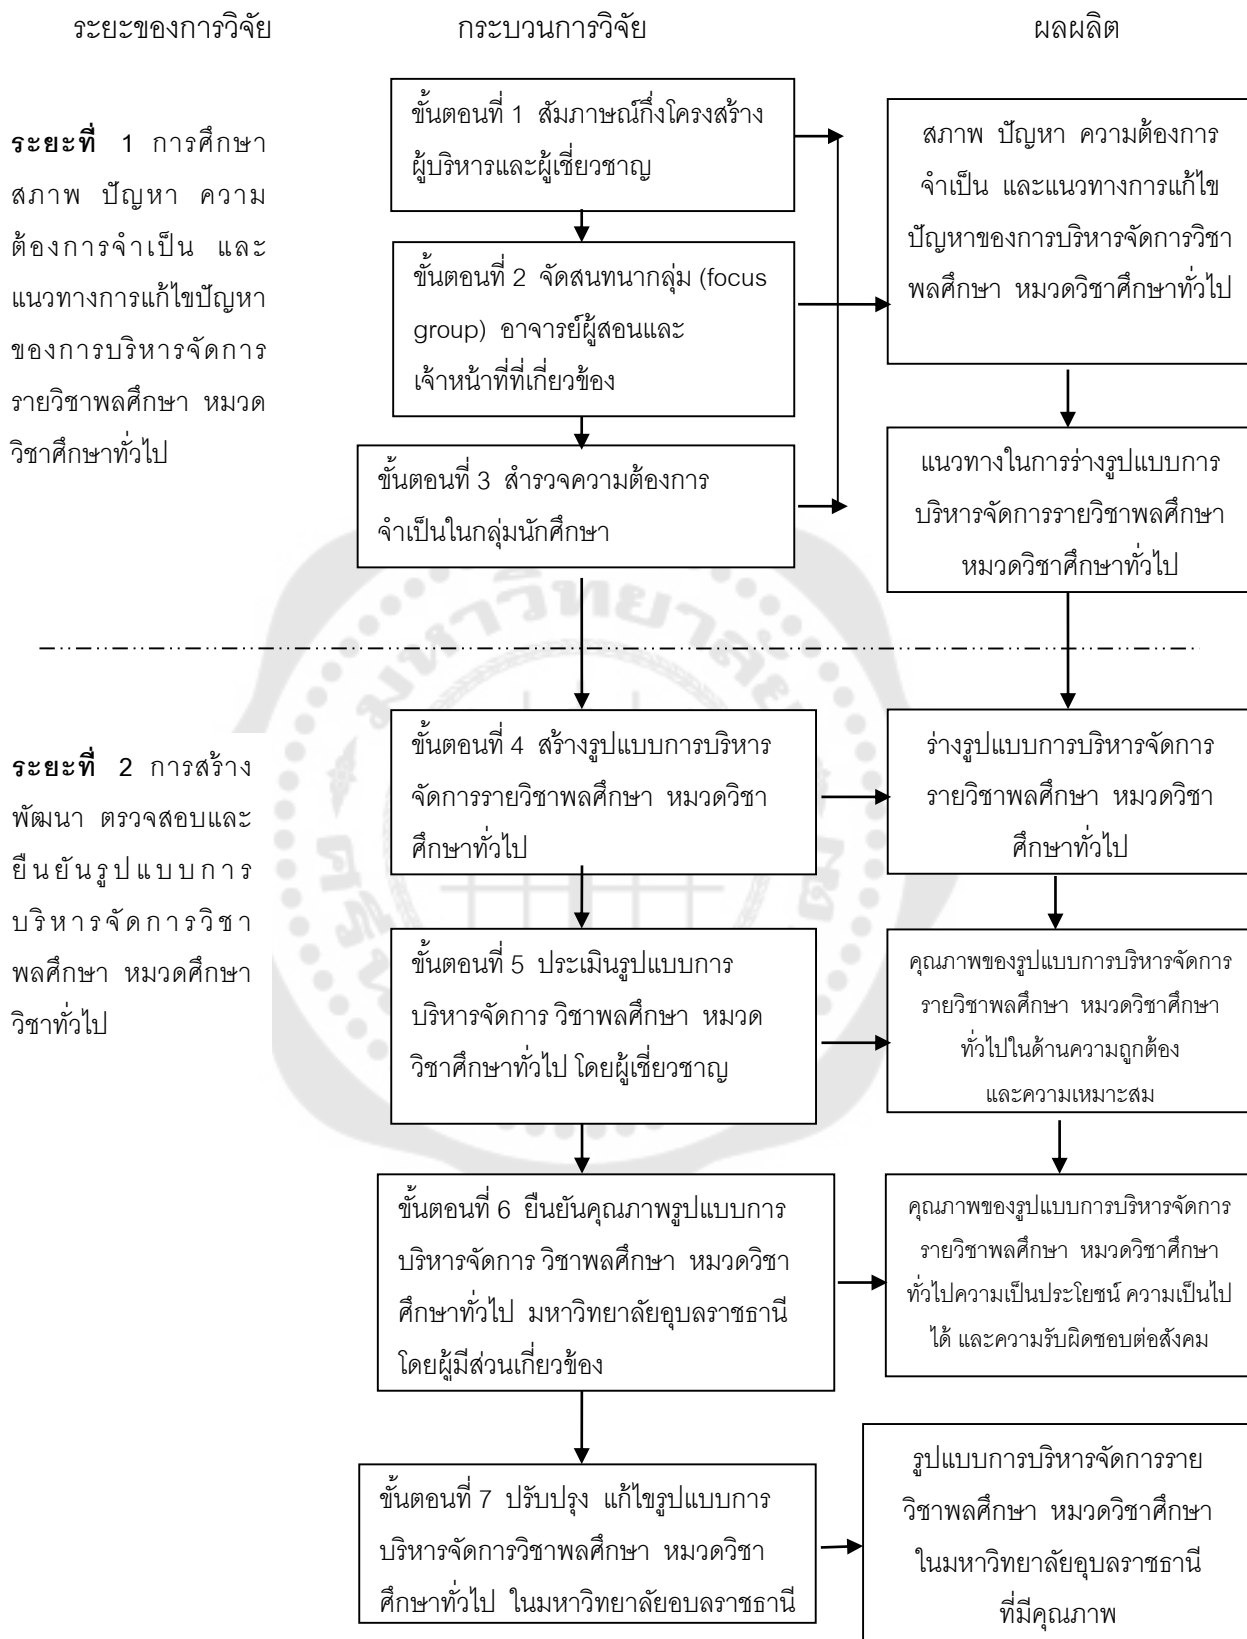 ระยะของการวิจัย
กระบวนการวิจัย
ผลผลิต
ระยะที่ 1 การศึกษา
สภาพ ปัญหา ความ
ต้องการจำเป็น และ
แนวทางการแก้ไขปัญหา
ของการบริหารจัดการ
รายวิชาพลศึกษา หมวด
วิชาศึกษาทั่วไป
ขั้นตอนที่ 1 สัมภาษณ์กึ่งโครงสร้าง
ผู้บริหารและผู้เชี่ยวชาญ
ขั้นตอนที่ 2 จัดสนทนากลุ่ม (focus
group) อาจารย์ผู้สอนและ
เจ้าหน้าที่ที่เกี่ยวข้อง
ขั้นตอนที่ 3 สำรวจความต้องการ
จำเป็นในกลุ่มนักศึกษา
สภาพ ปัญหา ความต้องการ
จำเป็น และแนวทางการแก้ไข
ปัญหาของการบริหารจัดการวิชา
พลศึกษา หมวดวิชาศึกษาทั่วไป
แนวทางในการร่างรูปแบบการ
บริหารจัดการรายวิชาพลศึกษา
หมวดวิชาศึกษาทั่วไป
ระยะที่ 2 การสร้าง
พัฒนา ตรวจสอบและ
ยืนยันรูปแบบการ
บริหารจัดการวิชา
พลศึกษา หมวดศึกษา
วิชาทั่วไป
ขั้นตอนที่ 4 สร้างรูปแบบการบริหาร
จัดการรายวิชาพลศึกษา หมวดวิชา
ศึกษาทั่วไป
ร่างรูปแบบการบริหารจัดการ
รายวิชาพลศึกษา หมวดวิชา
ศึกษาทั่วไป
ขั้นตอนที่ 5 ประเมินรูปแบบการ
บริหารจัดการ วิชาพลศึกษา หมวด
วิชาศึกษาทั่วไป โดยผู้เชี่ยวชาญ
คุณภาพของรูปแบบการบริหารจัดการ
รายวิชาพลศึกษา หมวดวิชาศึกษา
ทั่วไปในด้านความถูกต้อง
และความเหมาะสม
ขั้นตอนที่ 6 ยืนยันคุณภาพรูปแบบการ
บริหารจัดการ วิชาพลศึกษา หมวดวิชา
ศึกษาทั่วไป มหาวิทยาลัยอุบลราชธานี
โดยผู้มีส่วนเกี่ยวข้อง
คุณภาพของรูปแบบการบริหารจัดการ
รายวิชาพลศึกษา หมวดวิชาศึกษา
ทั่วไปความเป็นประโยชน์ ความเป็นไป
ได้ และความรับผิดชอบต่อสังคม
ขั้นตอนที่ 7 ปรับปรุง แก้ไขรูปแบบการ
บริหารจัดการวิชาพลศึกษา หมวดวิชา
ศึกษาทั่วไป ในมหาวิทยาลัยอุบลราชธานี
รูปแบบการบริหารจัดการราย
วิชาพลศึกษา หมวดวิชาศึกษา
ในมหาวิทยาลัยอุบลราชธานี
ที่มีคุณภาพ